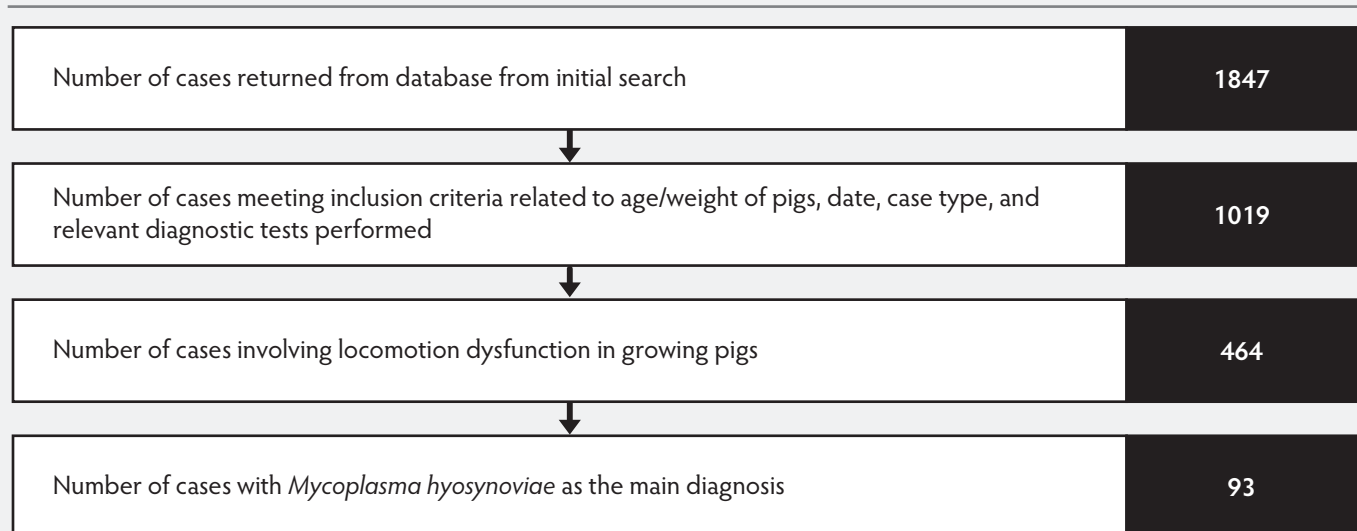 Number of cases returned from database from initial search
1847
Number of cases meeting inclusion criteria related to age/weight of pigs, date, case type, and
relevant diagnostic tests performed
1019
Number of cases involving locomotion dysfunction in growing pigs
464
Number of cases with Mycoplasma hyosynoviae as the main diagnosis
93